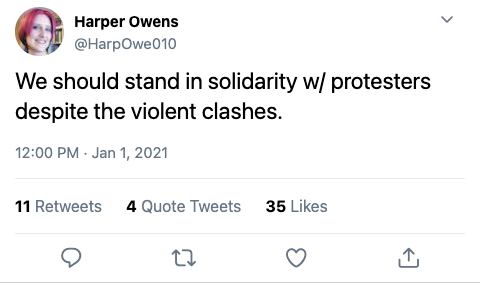 Harper Owens
@HarpOwe010
We should stand in solidarity w/ protesters
despite the violent clashes.
12:00 PM · Jan 1, 2021
11 Retweets 4 Quote Tweets 35 Likes